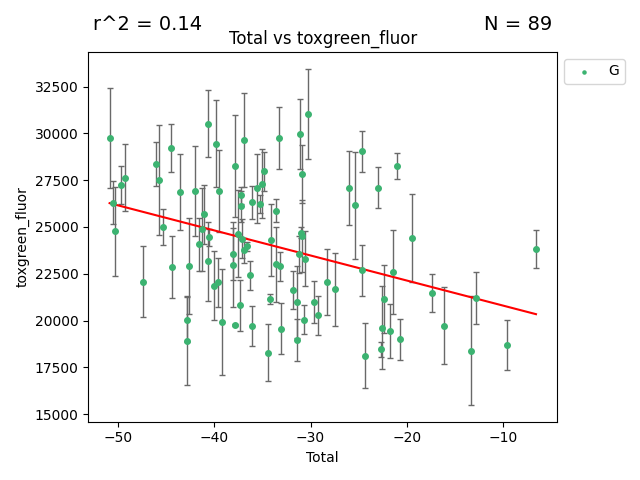 r^2 = 0.14 N = 89
Total vs toxgreen_fluor
G
toxgreen_fluor
32500
30000
27500
25000
22500
20000
17500
15000
−50 −40 −30 −20 −10
Total